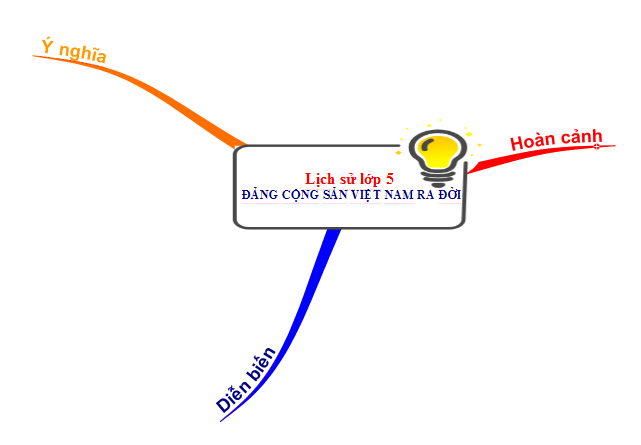 Ý nghĩa
Hoàn cảnh
Lịch sử lớp 5
ĐẢNG CỘNG SẢN VIỆT NAM RA ĐỜI
Diễn biến